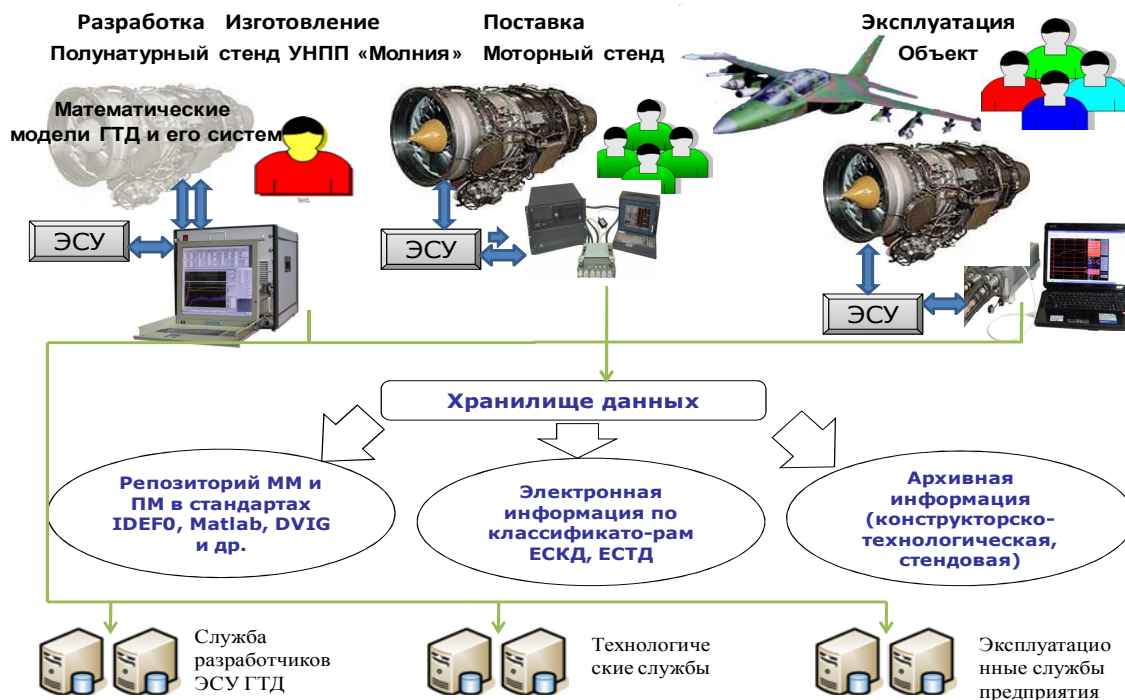 Разработка Изготовление Поставка Эксплуатация
Полунатурный стенд УНПП «Молния» Моторный стенд Объект
Математические
модели ГТД и его систем
ЭСУ
ЭСУ
ЭСУ
Хранилище данных
Репозиторий ММ и
ПМ в стандартах
IDEF0, Matlab, DVIG
и др.
Электронная
информация по
классификато-рам
ЕСКД, ЕСТД
Архивная
информация
(конструкторско-
технологическая,
стендовая)
Служба
разработчиков
ЭСУ ГТД
Технологиче
ские службы
Эксплуатацио
нные службы
предприятия